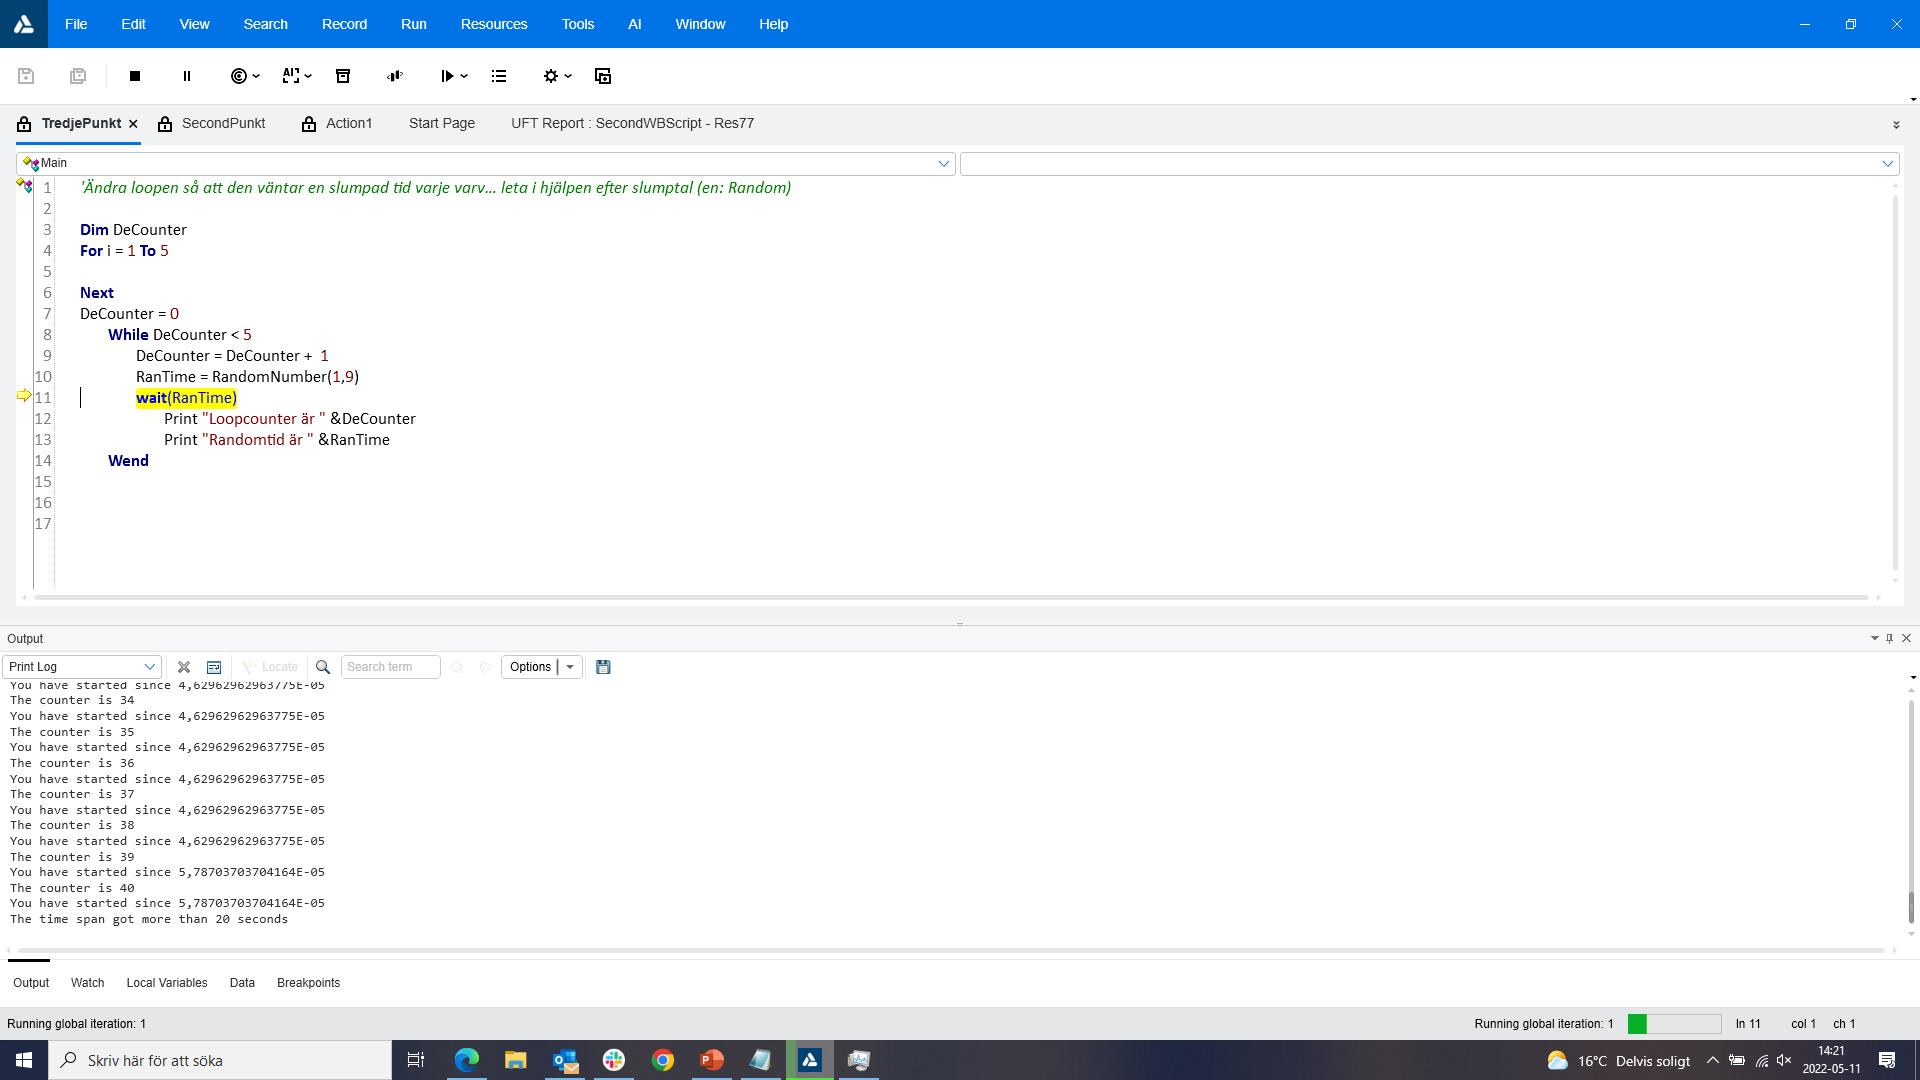 File Edit View Search Record Run Resources Tools AI Window Help
AI
TredjePunkt SecondPunkt Action1 Start Page UFT Report : SecondWBScript - Res77
Main
1 'Ändra loopen så att den väntar en slumpad tid varje varv... leta i hjälpen efter slumptal (en: Random)
2
3 Dim DeCounter
4 For i = 1 To 5
5
6 Next
7 DeCounter = 0
8 While DeCounter < 5
9 DeCounter = DeCounter + 1
10 RanTime = RandomNumber(1,9)
11 wait(RanTime)
12 Print "Loopcounter är " &DeCounter
13 Print "Randomtid är " &RanTime
14 Wend
15
16
17
Output
Print Log Locate Search term Options
You have started since 4,62962962963775E-05
The counter is 34
You have started since 4,62962962963775E-05
The counter is 35
You have started since 4,62962962963775E-05
The counter is 36
You have started since 4,62962962963775E-05
The counter is 37
You have started since 4,62962962963775E-05
The counter is 38
You have started since 4,62962962963775E-05
The counter is 39
You have started since 5,78703703704164E-05
The counter is 40
You have started since 5,78703703704164E-05
The time span got more than 20 seconds
Output Watch Local Variables Data Breakpoints
Running global iteration: 1 Running global iteration: 1 ln 11 col 1 ch 1
Skriv här för att söka 16°C Delvis soligt 14:21
2022-05-11